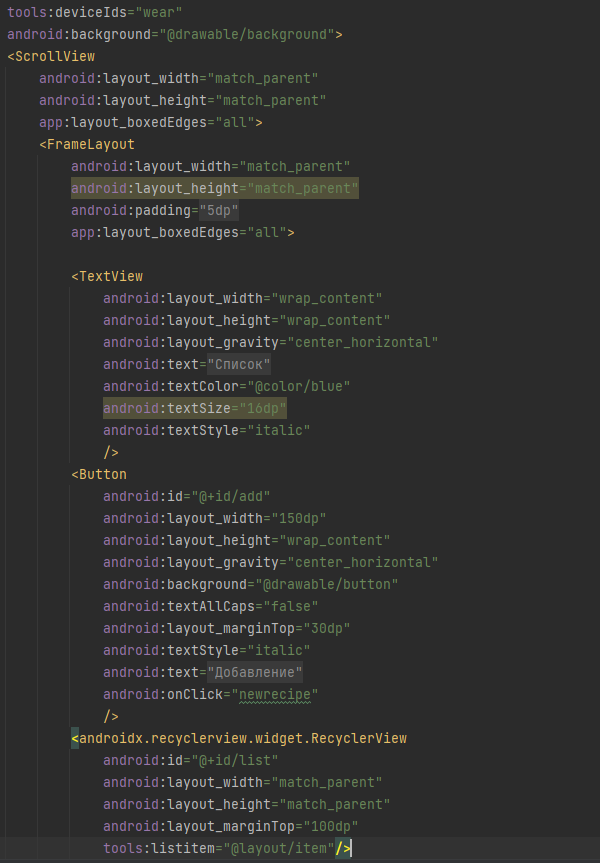 tools:deviceIds="wear"
android:background="@drawable/background">
<ScrollView
android:layout_width="match_parent"
android:layout_height="match_parent"
app:layout_boxedEdges="all">
<FrameLayout
android:layout_width="match_parent"
android:layout_height="match_parent"
android:padding="5dp"
app:layout_boxedEdges="all">
<TextView
android:layout_width="wrap_content"
android:layout_height="wrap_content"
android:layout_gravity="center_horizontal"
android:text="Список"
android:textColor="@color/blue"
android:textSize="16dp"
android:textStyle="italic"
/>
<Button
android:id="@+id/add"
android:layout_width="150dp"
android:layout_height="wrap_content"
android:layout_gravity="center_horizontal"
android:background="@drawable/button"
android:textAllCaps="false"
android:layout_marginTop="30dp"
android:textStyle="italic"
android:text="Добавление"
android:onClick="newrecipe"
/>
<androidx.recyclerview.widget.RecyclerView
android:id="@+id/list"
android:layout_width="match_parent"
android:layout_height="match_parent"
android:layout_marginTop="100dp"
tools:listitem="@layout/item"/>